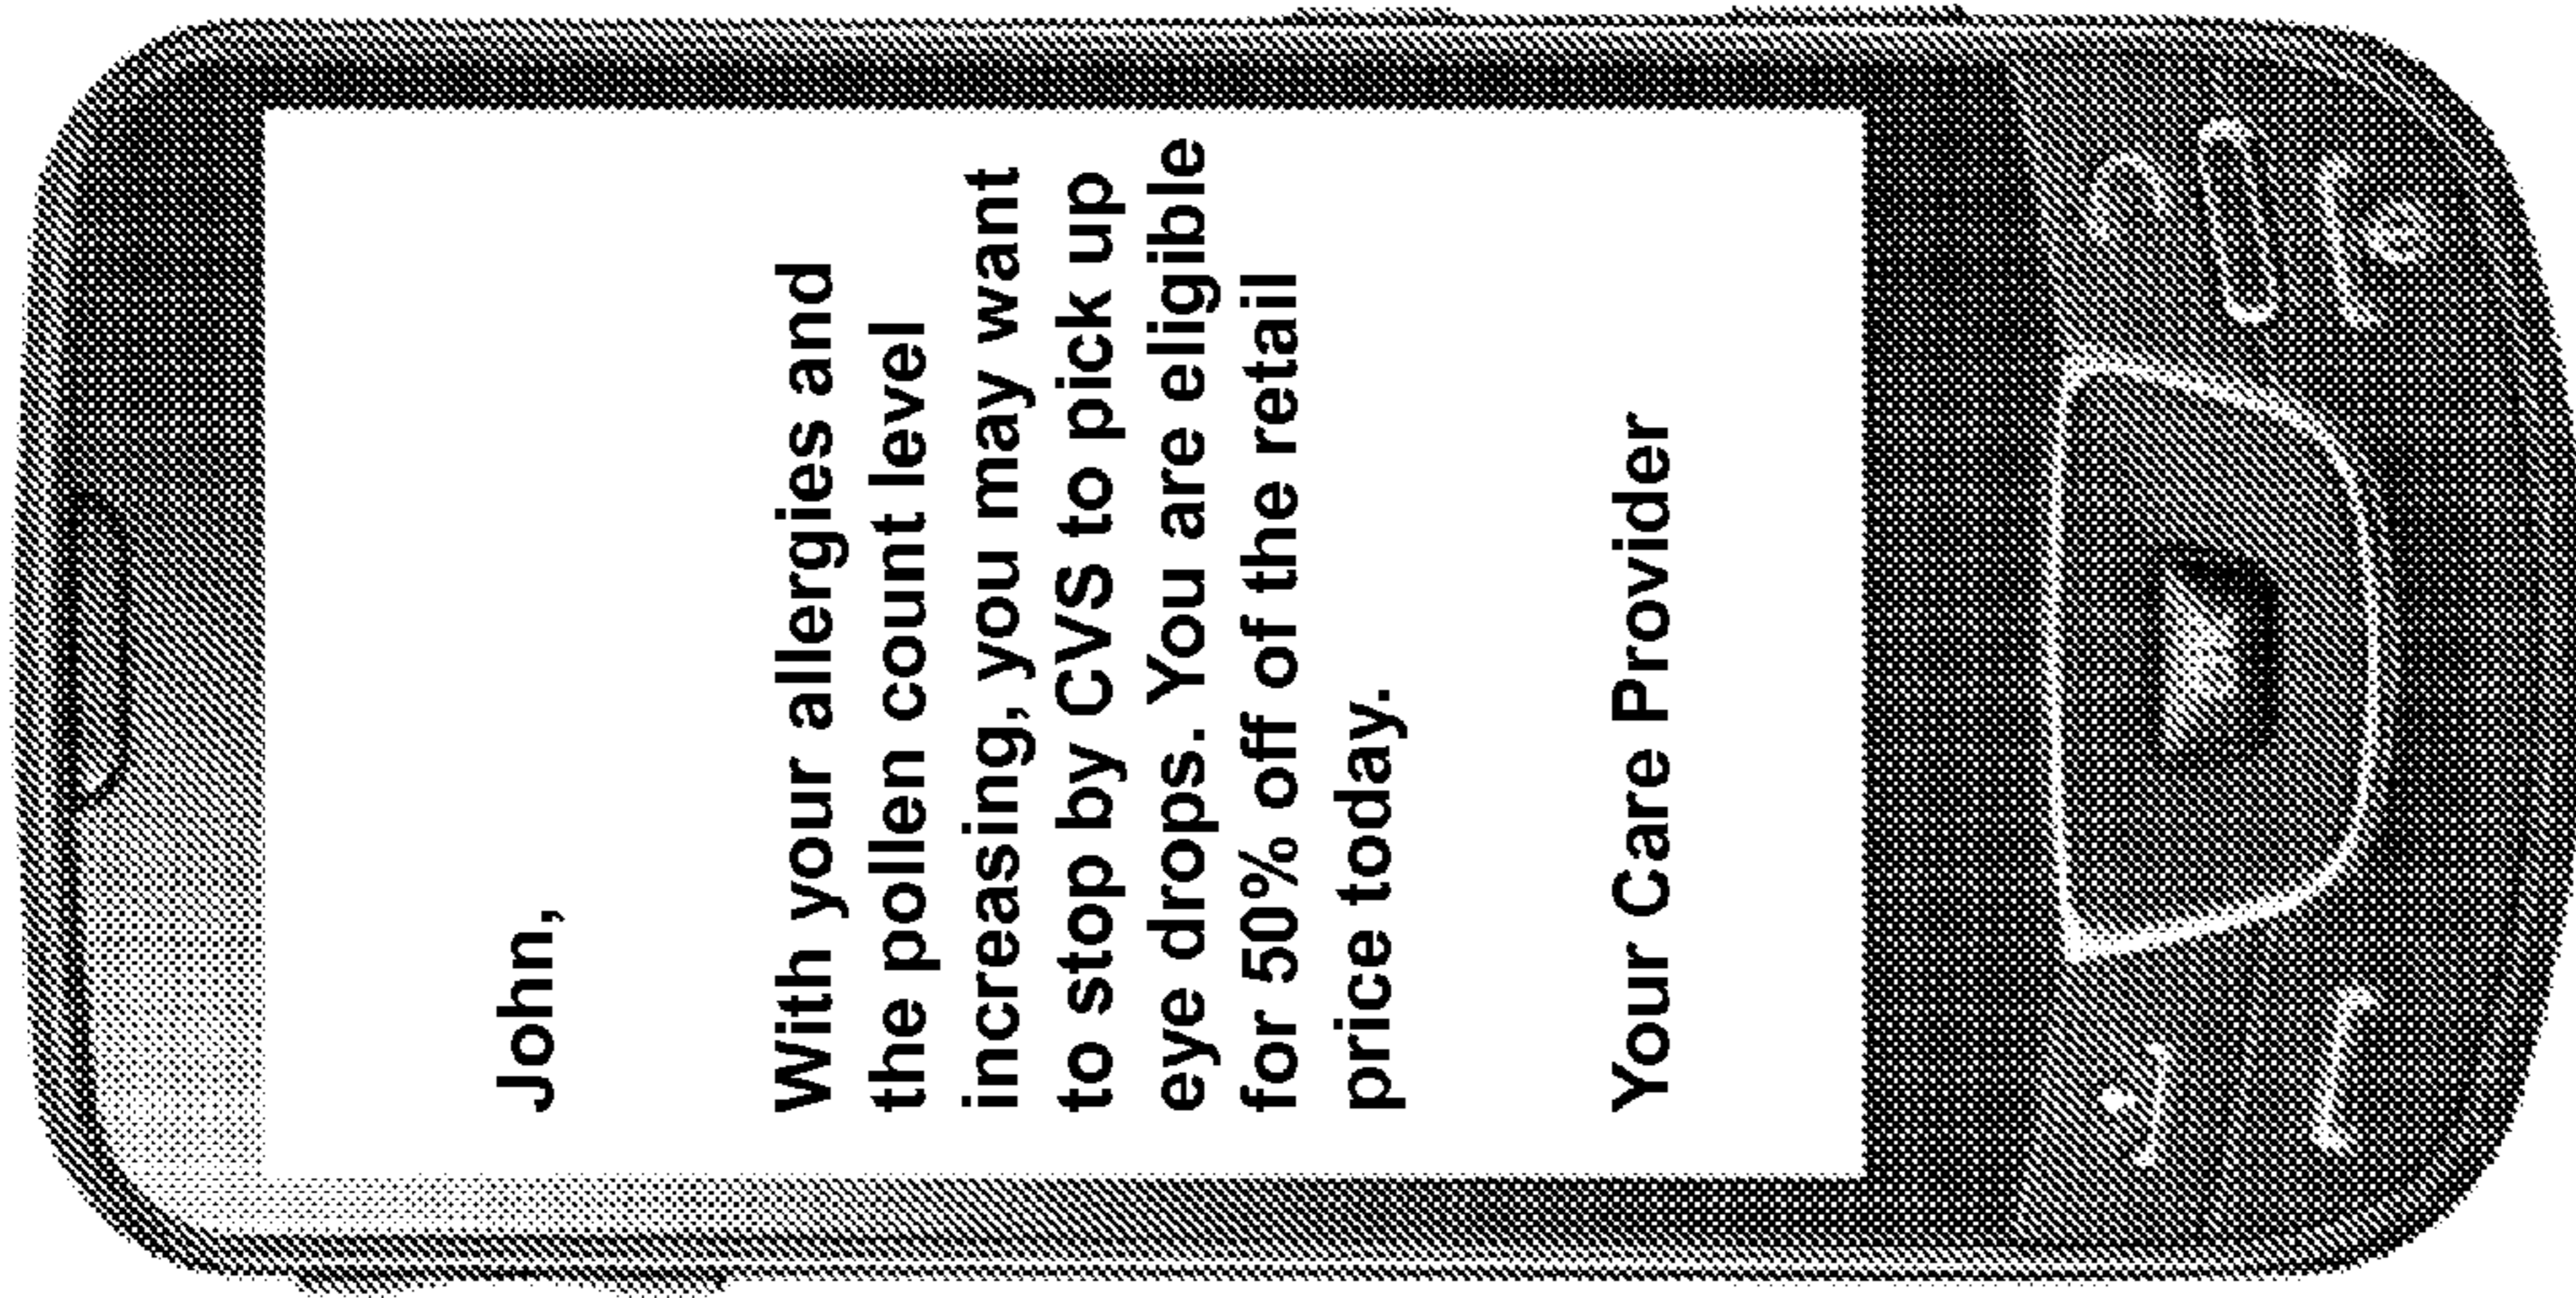 John,
With your allergies and
the pollen count level
increasing, you may want
to stop by CVS to pick up
eye drops. You are eligible
for 50% off of the retail
price today.
Your Care Provider